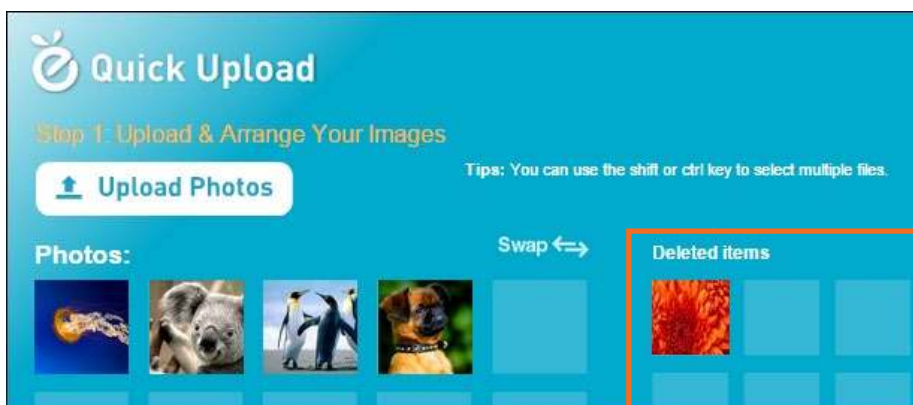 Quick Upload
Step 1: Upload & Arrange Your Images
Upload Photos
Tips: You can use the shift or ctrl key to select multiple files.
Photos:
Swap
Deleted items